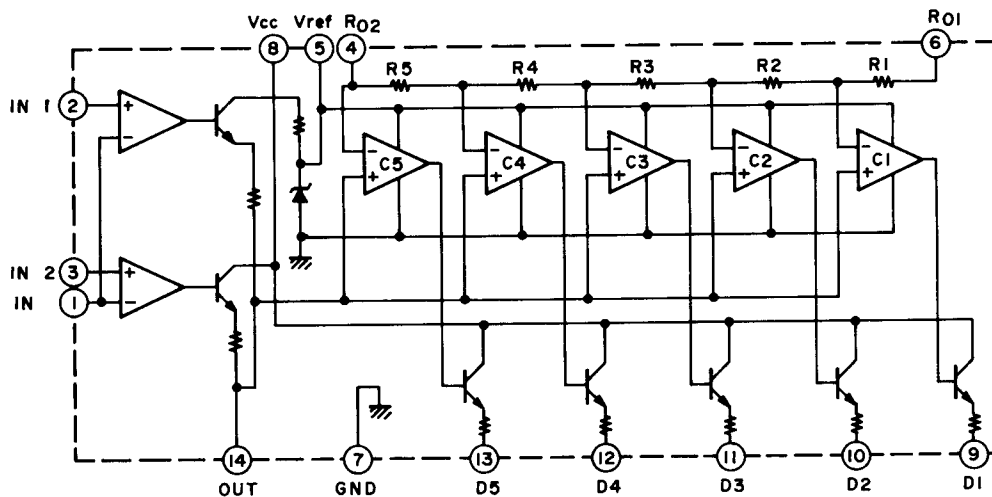 Vcc Vref RO2 RO1
8 5 4 6
R5 R4 R3 R2 R1
IN 1 2 + −
− − − − −
C5 C4 C3 C2 C1
+ + + + +
IN 2 3 +
IN 1 −
14 7 13 12 11 10 9
OUT GND D5 D4 D3 D2 D1